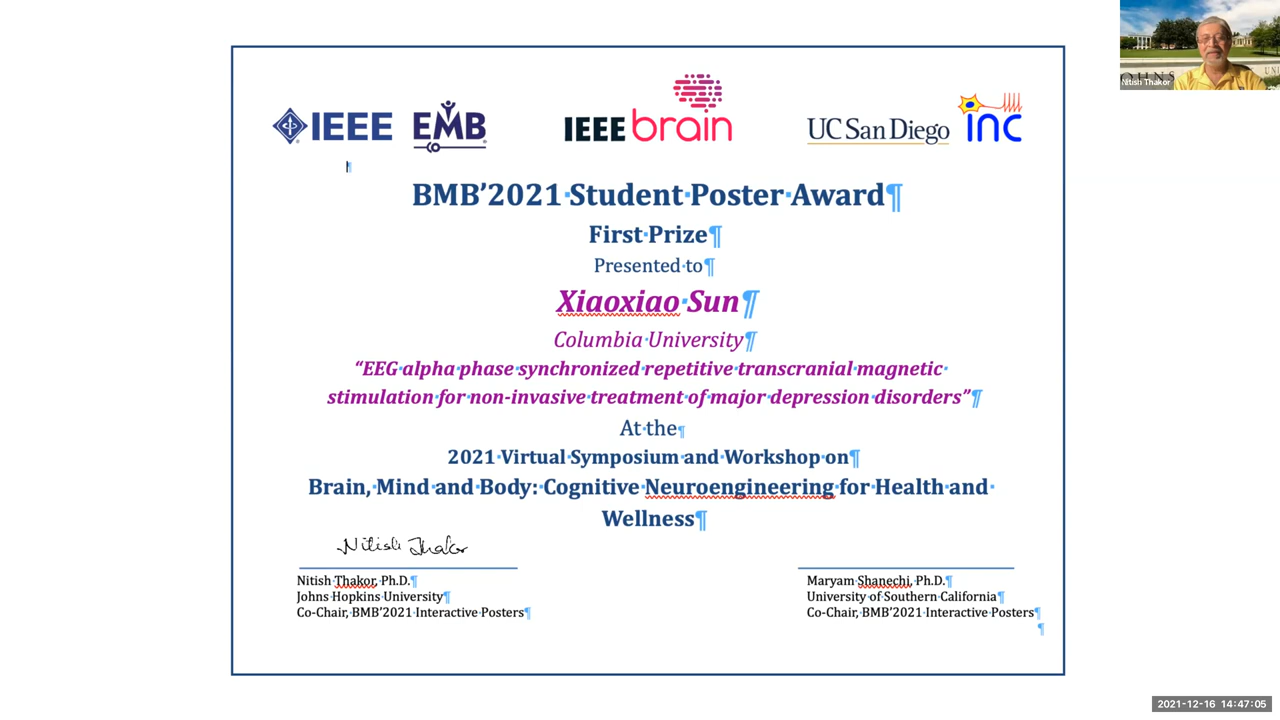 IEEE EMB IEEE brain UC San Diego inc
BMB’2021·Student·Poster·Award¶
First·Prize¶
Presented·to¶
Xiaoxiao·Sun¶
Columbia·University¶
“EEG·alpha·phase·synchronized·repetitive·transcranial·magnetic·
stimulation·for·non-invasive·treatment·of·major·depression·disorders”¶
At·the¶
2021·Virtual·Symposium·and·Workshop·on¶
Brain,·Mind·and·Body:·Cognitive·Neuroengineering·for·Health·and·
Wellness¶
Nitish Thakor
Nitish·Thakor,·Ph.D.¶
Johns·Hopkins·University¶
Co-Chair,·BMB’2021·Interactive·Posters¶
Maryam·Shanechi,·Ph.D.¶
University·of·Southern·California¶
Co-Chair,·BMB’2021·Interactive·Posters¶
¶
Nitish Thakor
2021-12-16 14:47:05